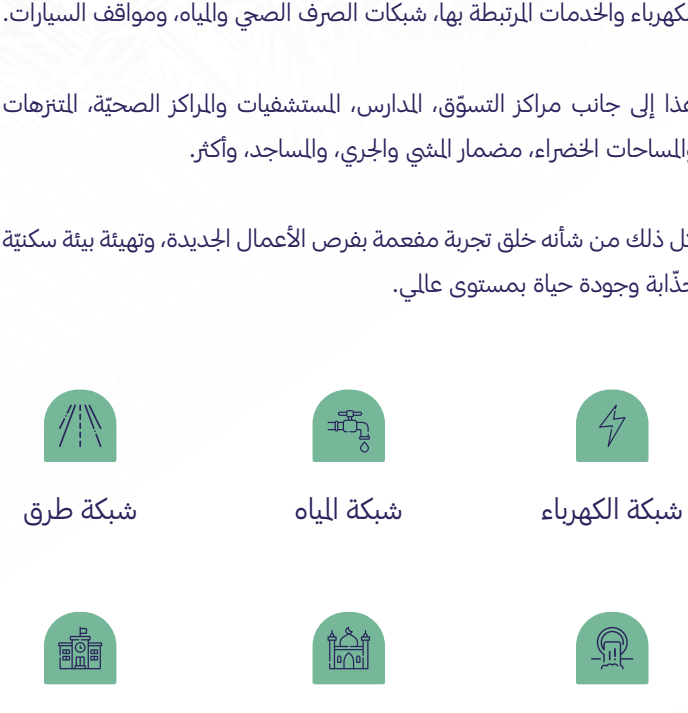 لكهرباء والخدمات المرتبطة بها، شبكات الصرف الصحي والمياه، ومواقف السيارات.
هذا إلى جانب مراكز التسوّق، المدارس، المستشفيات والمراكز الصحيّة، المتنزهات
والمساحات الخضراء، مضمار المشي والجري، والمساجد، وأكثر.
كل ذلك من شأنه خلق تجربة مفعمة بفرص الأعمال الجديدة، وتهيئة بيئة سكنيّة
جذّابة وجودة حياة بمستوى عالمي.
شبكة الكهرباء
شبكة المياه
شبكة طرق